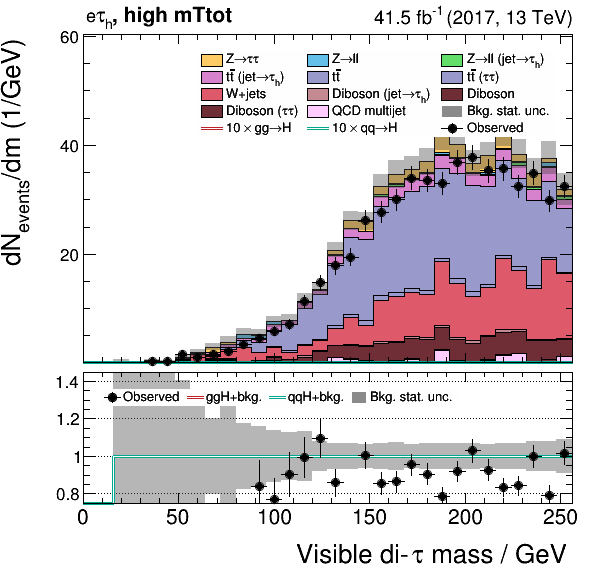 eτh, high mTtot 41.5 fb⁻¹ (2017, 13 TeV)
60
Z→ττ Z→ll Z→ll (jet→τh)
tt̄ (jet→τh) tt̄ tt̄ (ττ)
W+jets Diboson (jet→τh) Diboson
Diboson (ττ) QCD multijet Bkg. stat. unc.
10 × gg→H 10 × qq→H Observed
40
20
dNevents/dm (1/GeV)
1.4
Observed ggH+bkg. qqH+bkg. Bkg. stat. unc.
1.2
1
0.8
0 50 100 150 200 250
Visible di-τ mass / GeV